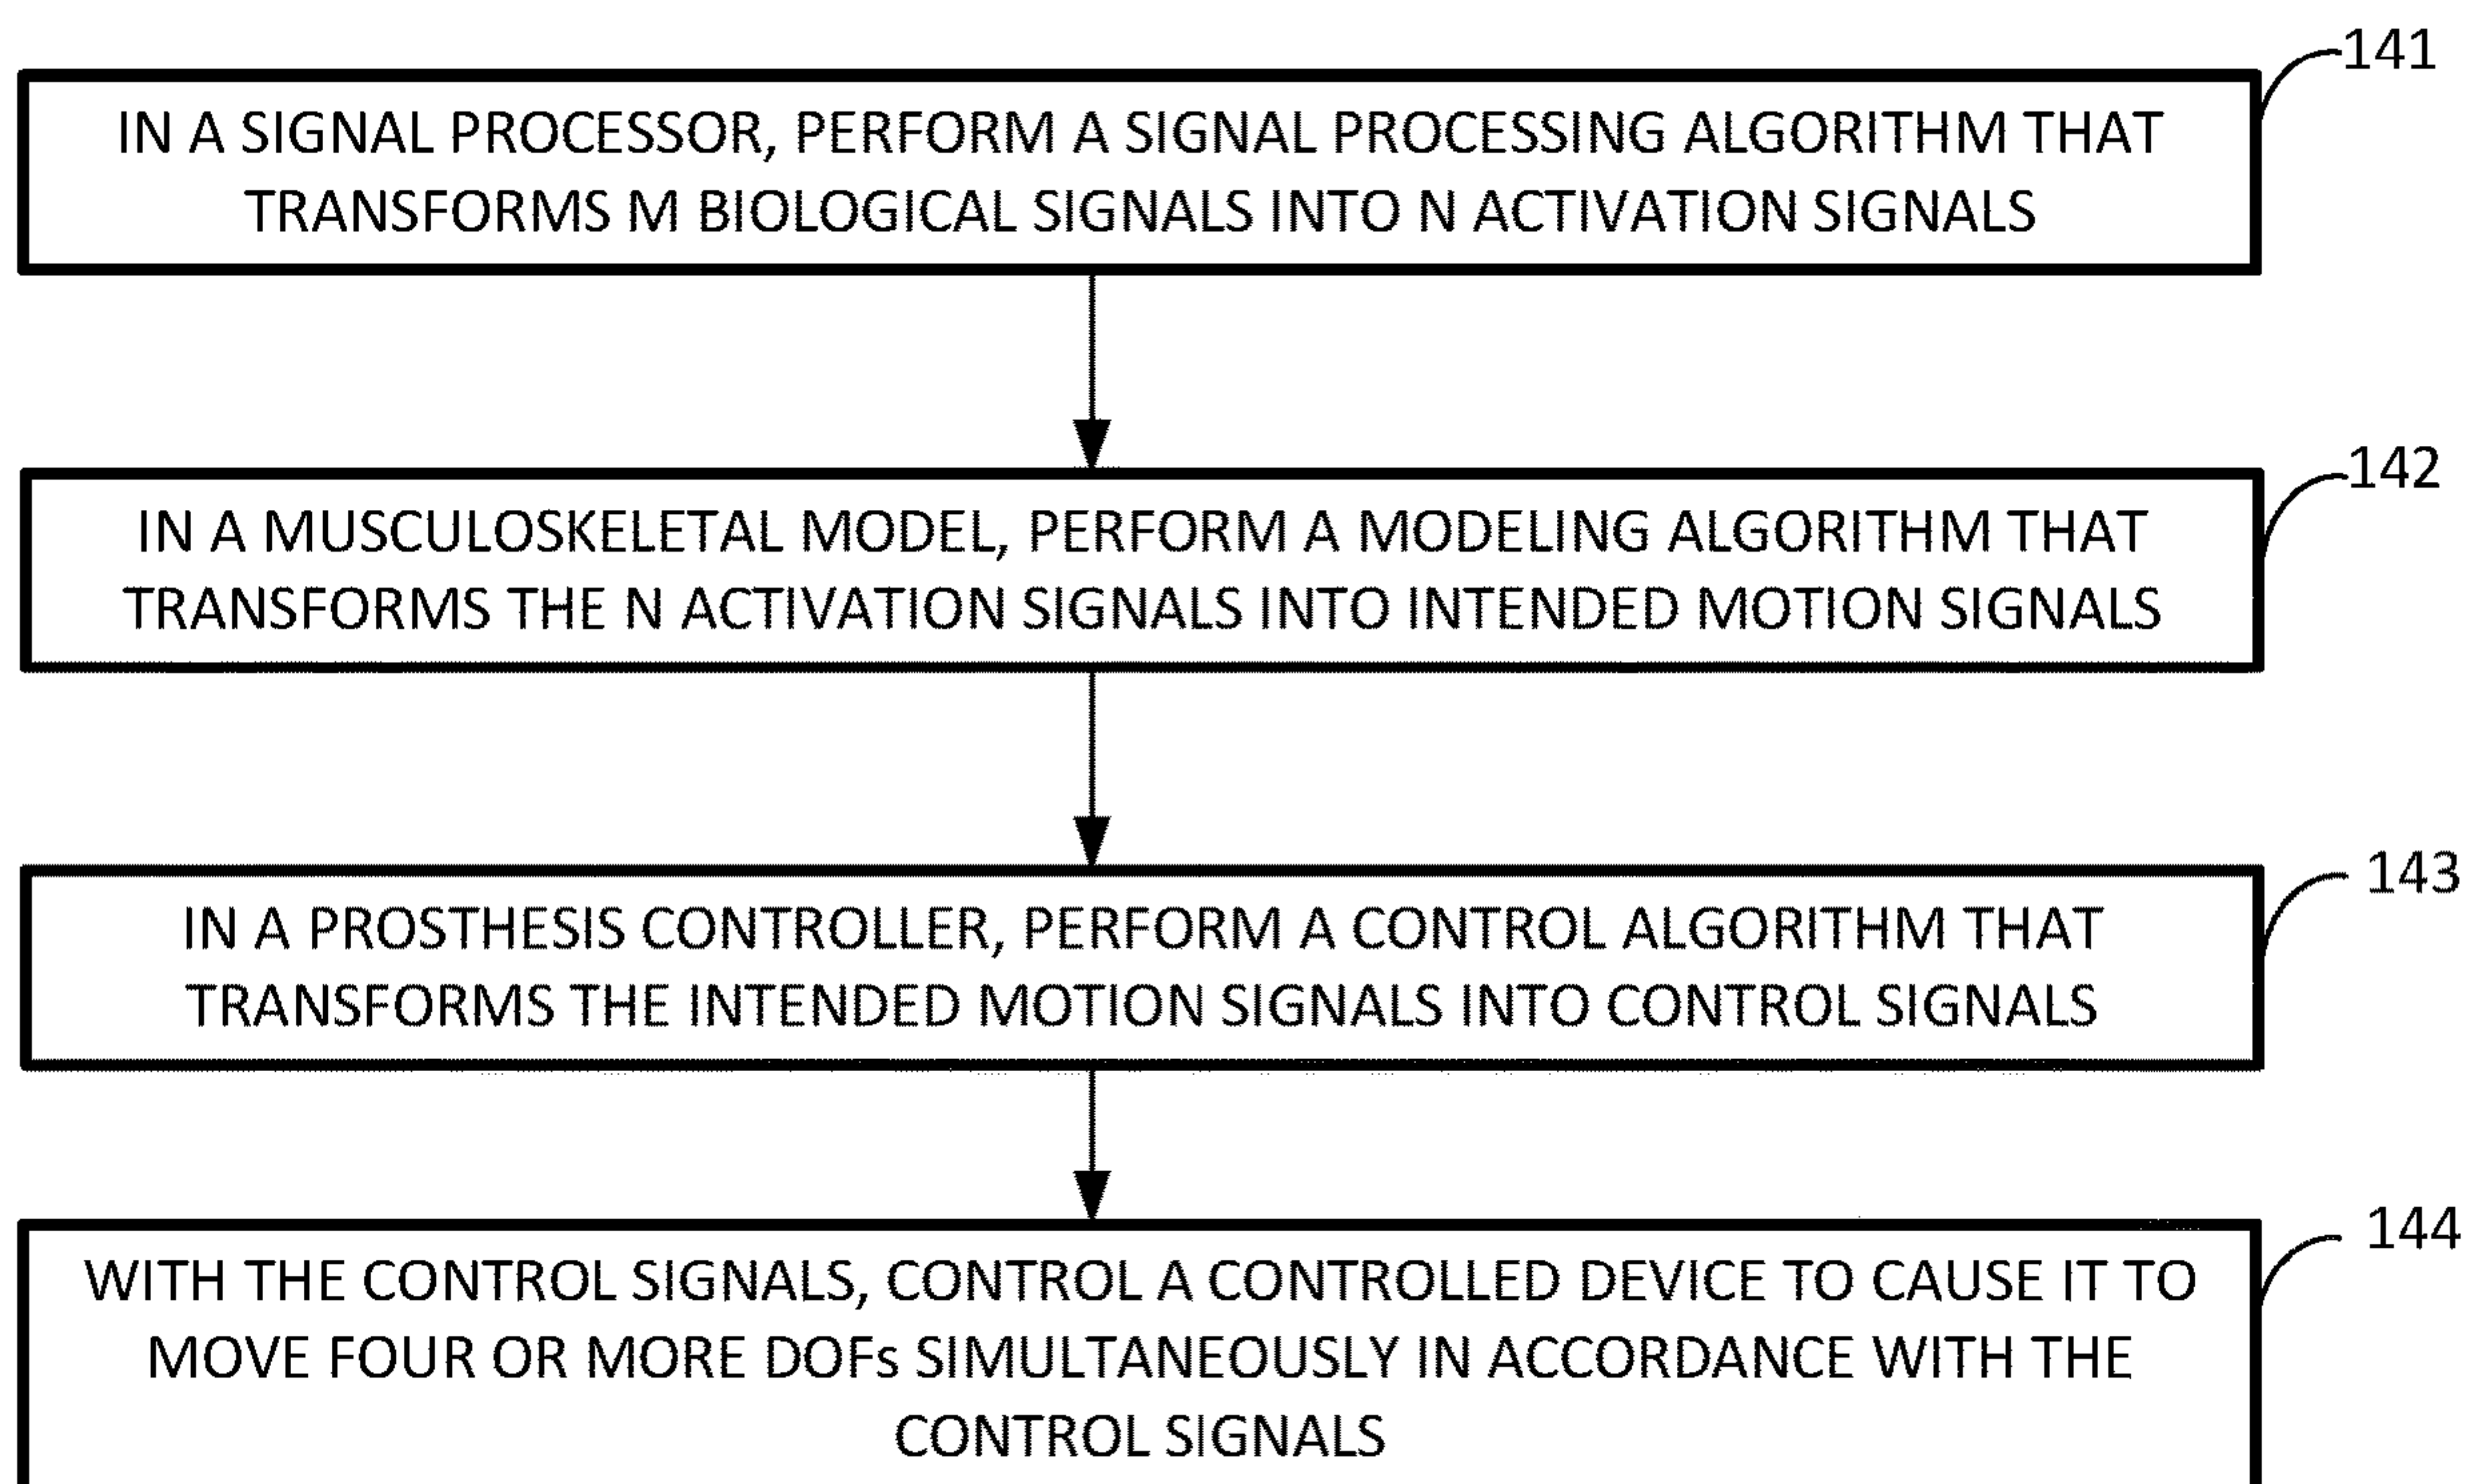 141
IN A SIGNAL PROCESSOR, PERFORM A SIGNAL PROCESSING ALGORITHM THAT
TRANSFORMS M BIOLOGICAL SIGNALS INTO N ACTIVATION SIGNALS
142
IN A MUSCULOSKELETAL MODEL, PERFORM A MODELING ALGORITHM THAT
TRANSFORMS THE N ACTIVATION SIGNALS INTO INTENDED MOTION SIGNALS
143
IN A PROSTHESIS CONTROLLER, PERFORM A CONTROL ALGORITHM THAT
TRANSFORMS THE INTENDED MOTION SIGNALS INTO CONTROL SIGNALS
144
WITH THE CONTROL SIGNALS, CONTROL A CONTROLLED DEVICE TO CAUSE IT TO
MOVE FOUR OR MORE DOFs SIMULTANEOUSLY IN ACCORDANCE WITH THE
CONTROL SIGNALS